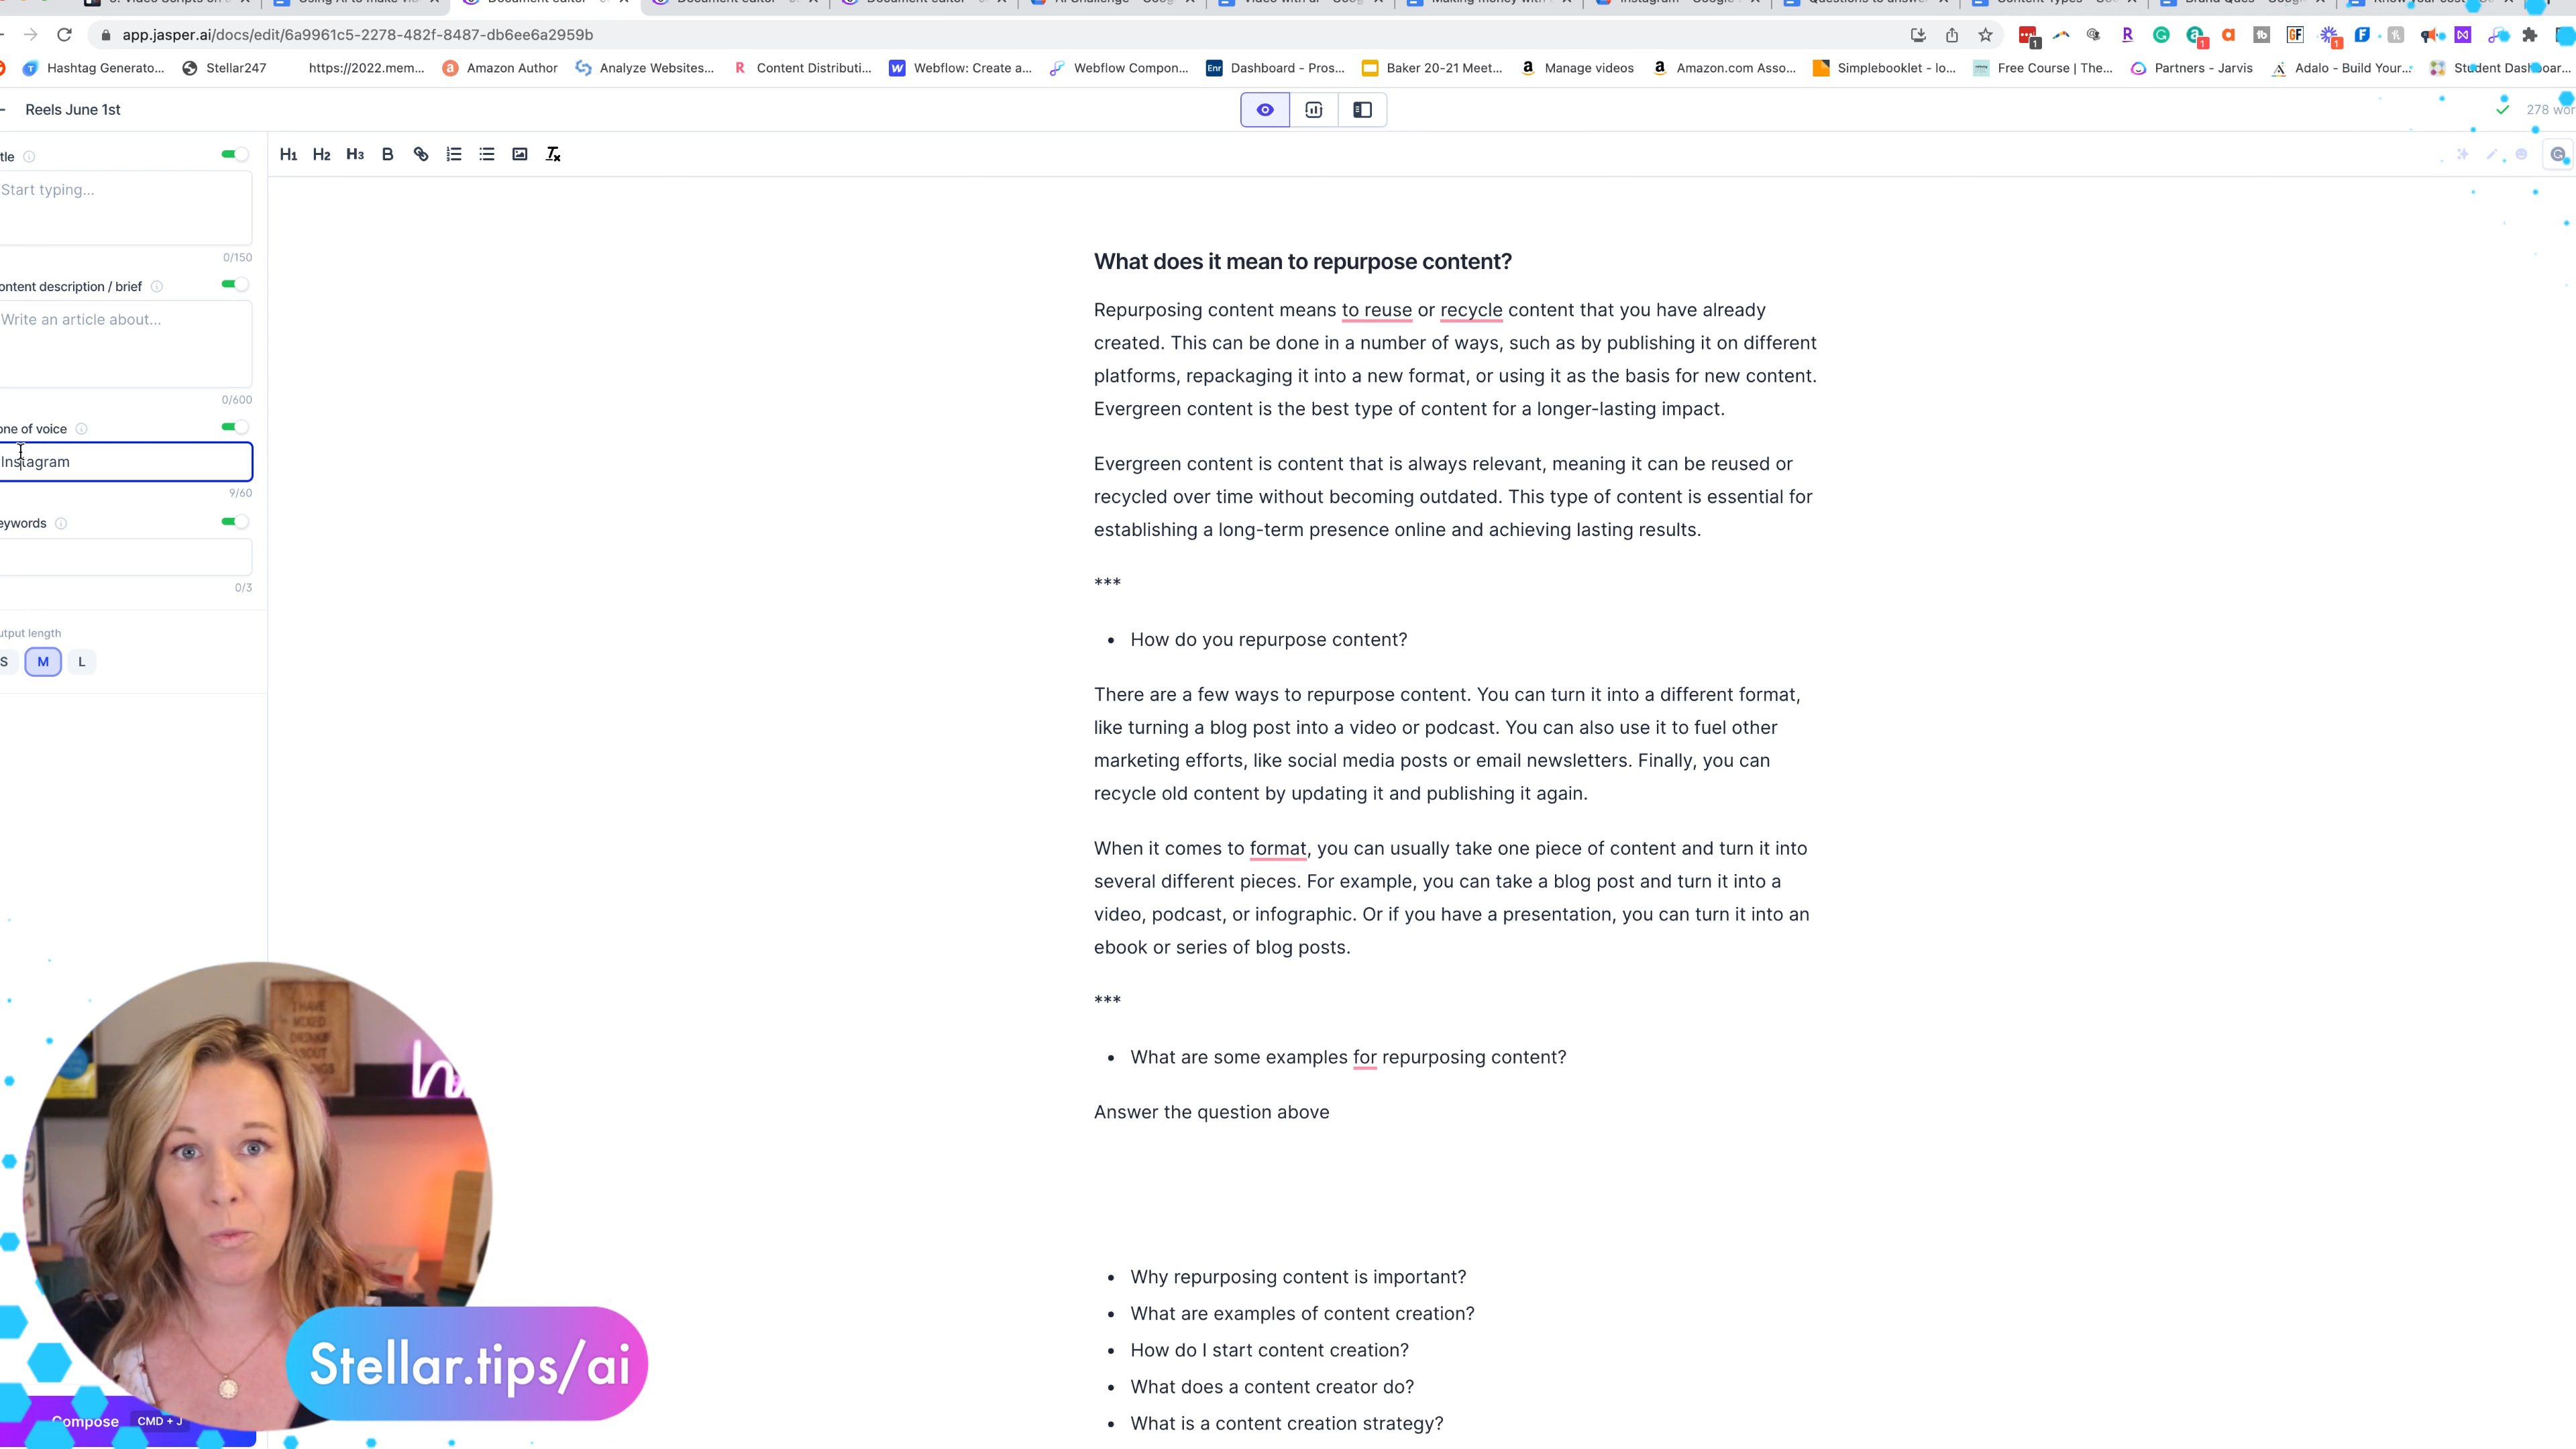 Document editor
app.jasper.ai/docs/edit/6a9961c5-2278-482f-8487-db6ee6a2959b
Hashtag Generato...
Stellar247
https://2022.mem...
Amazon Author
Analyze Websites...
Content Distributi...
Webflow: Create a...
Webflow Compon...
Dashboard - Pros...
Baker 20-21 Meet...
Manage videos
Amazon.com Asso...
Simplebooklet - lo...
Free Course | The...
Partners - Jarvis
Adalo - Build Your...
Student Dashboar...
Reels June 1st
278 wor
tle
H1 H2 H3 B
Start typing...
0/150
ontent description / brief
Write an article about...
0/600
one of voice
Instagram
9/60
eywords
0/3
utput length
S M L
What does it mean to repurpose content?
Repurposing content means to reuse or recycle content that you have already
created. This can be done in a number of ways, such as by publishing it on different
platforms, repackaging it into a new format, or using it as the basis for new content.
Evergreen content is the best type of content for a longer-lasting impact.
Evergreen content is content that is always relevant, meaning it can be reused or
recycled over time without becoming outdated. This type of content is essential for
establishing a long-term presence online and achieving lasting results.
***
• How do you repurpose content?
There are a few ways to repurpose content. You can turn it into a different format,
like turning a blog post into a video or podcast. You can also use it to fuel other
marketing efforts, like social media posts or email newsletters. Finally, you can
recycle old content by updating it and publishing it again.
When it comes to format, you can usually take one piece of content and turn it into
several different pieces. For example, you can take a blog post and turn it into a
video, podcast, or infographic. Or if you have a presentation, you can turn it into an
ebook or series of blog posts.
***
• What are some examples for repurposing content?
Answer the question above
• Why repurposing content is important?
• What are examples of content creation?
• How do I start content creation?
• What does a content creator do?
• What is a content creation strategy?
I HAVE
MIXED
DRINKS
ABOUT
Stellar.tips/ai
Compose CMD + J